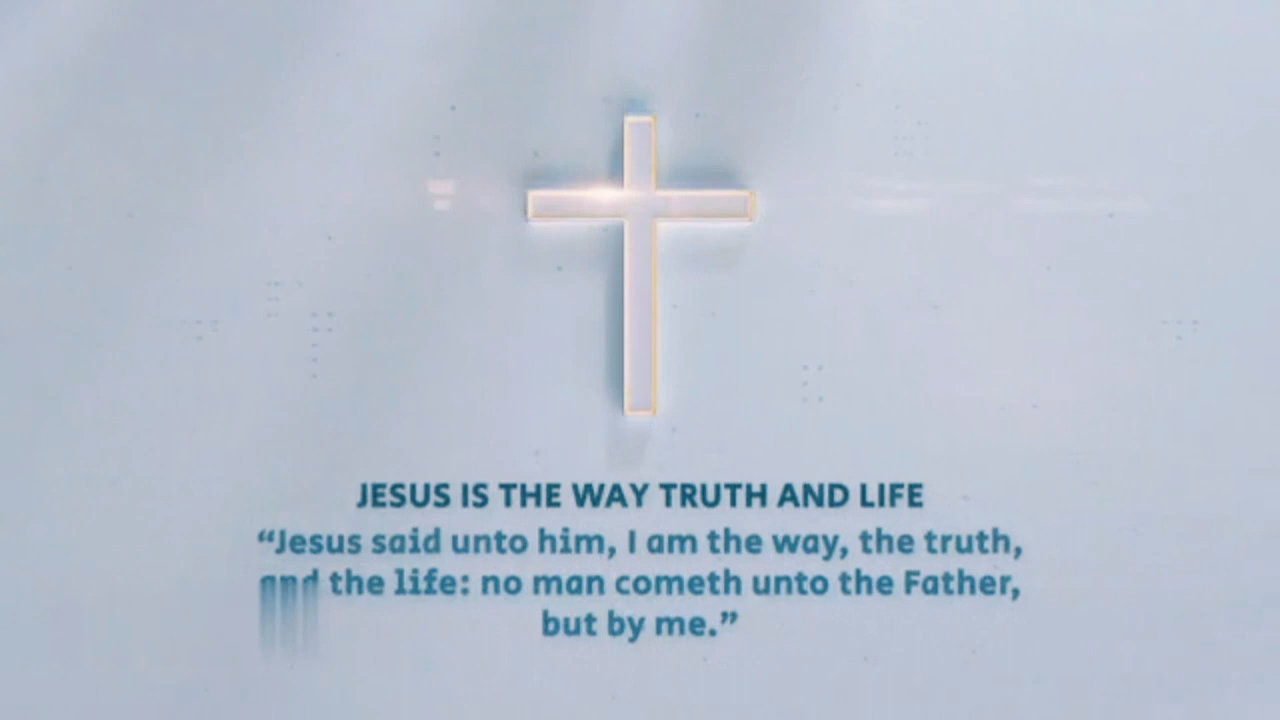 JESUS IS THE WAY TRUTH AND LIFE
“Jesus said unto him, I am the way, the truth,
and the life: no man cometh unto the Father,
but by me.”